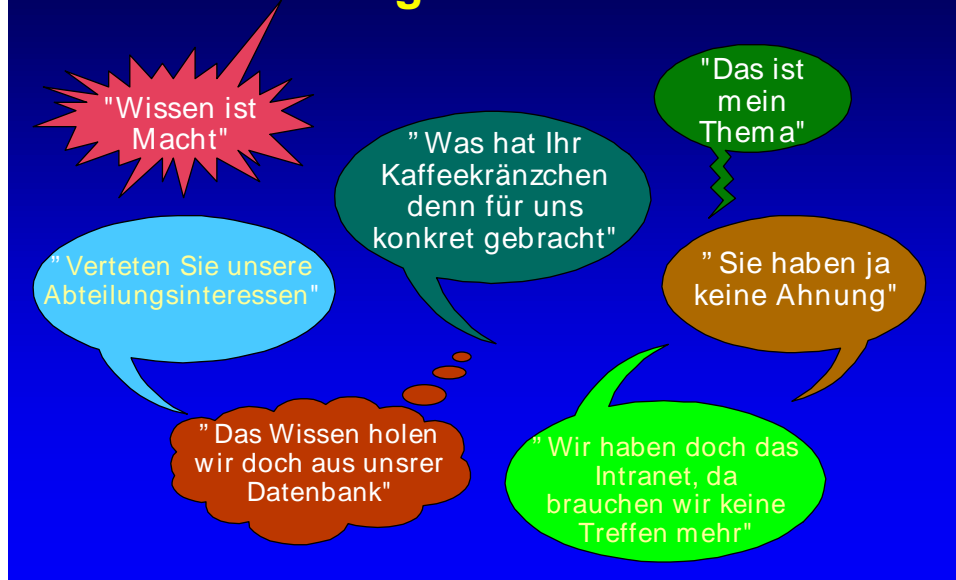 "Wissen ist
Macht"
"Das ist
mein
Thema"
”Was hat Ihr
Kaffeekränzchen
denn für uns
konkret gebracht"
”Verteten Sie unsere
Abteilungsinteressen"
”Sie haben ja
keine Ahnung"
”Das Wissen holen
wir doch aus unsrer
Datenbank"
”Wir haben doch das
Intranet, da
brauchen wir keine
Treffen mehr"